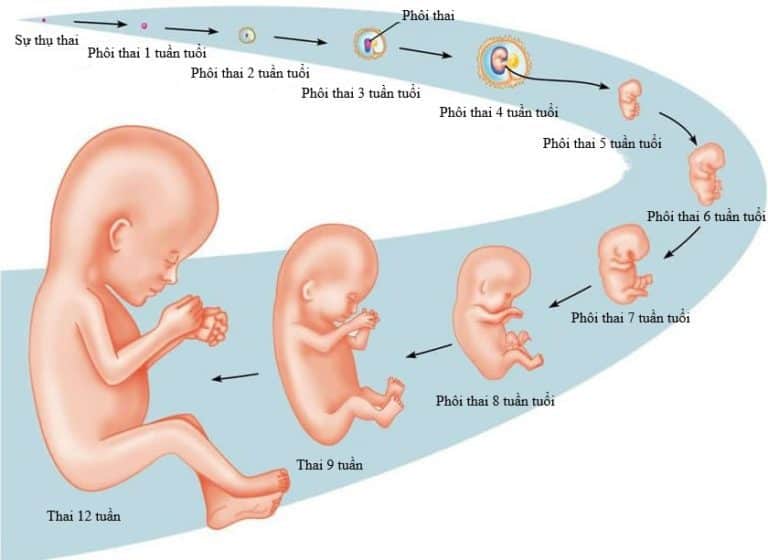 Phôi thai
Sự thụ thai
Phôi thai 1 tuần tuổi
Phôi thai 2 tuần tuổi
Phôi thai 3 tuần tuổi
Phôi thai 4 tuần tuổi
Phôi thai 5 tuần tuổi
Phôi thai 6 tuần tuổi
Phôi thai 7 tuần tuổi
Phôi thai 8 tuần tuổi
Thai 9 tuần
Thai 12 tuần